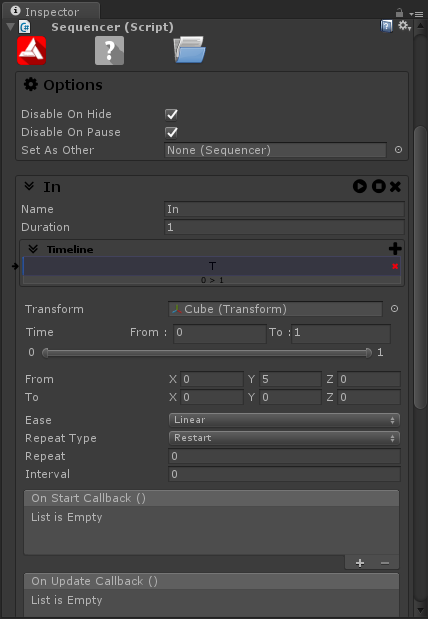 Inspector
Sequencer (Script)
Options
Disable On Hide
Disable On Pause
Set As Other None (Sequencer)
In
Name In
Duration 1
Timeline
T
0 > 1
Transform Cube (Transform)
Time From : 0 To : 1
0 1
From X 0 Y 5 Z 0
To X 0 Y 0 Z 0
Ease Linear
Repeat Type Restart
Repeat 0
Interval 0
On Start Callback ()
List is Empty
On Update Callback ()
List is Empty